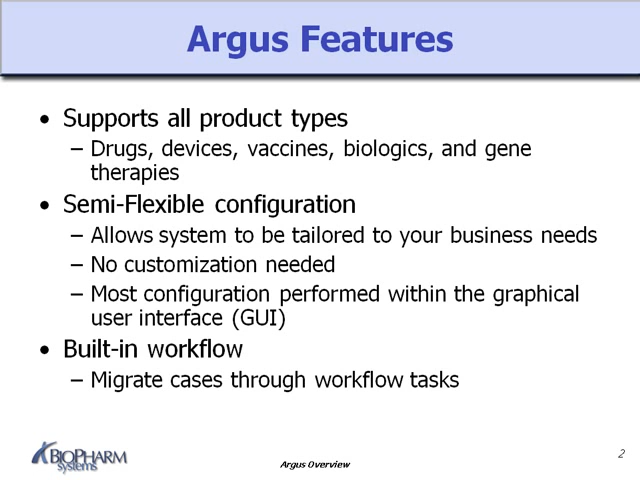 Argus Features
• Supports all product types
– Drugs, devices, vaccines, biologics, and gene
therapies
• Semi-Flexible configuration
– Allows system to be tailored to your business needs
– No customization needed
– Most configuration performed within the graphical
user interface (GUI)
• Built-in workflow
– Migrate cases through workflow tasks
BIOPHARM
systems
Argus Overview
2